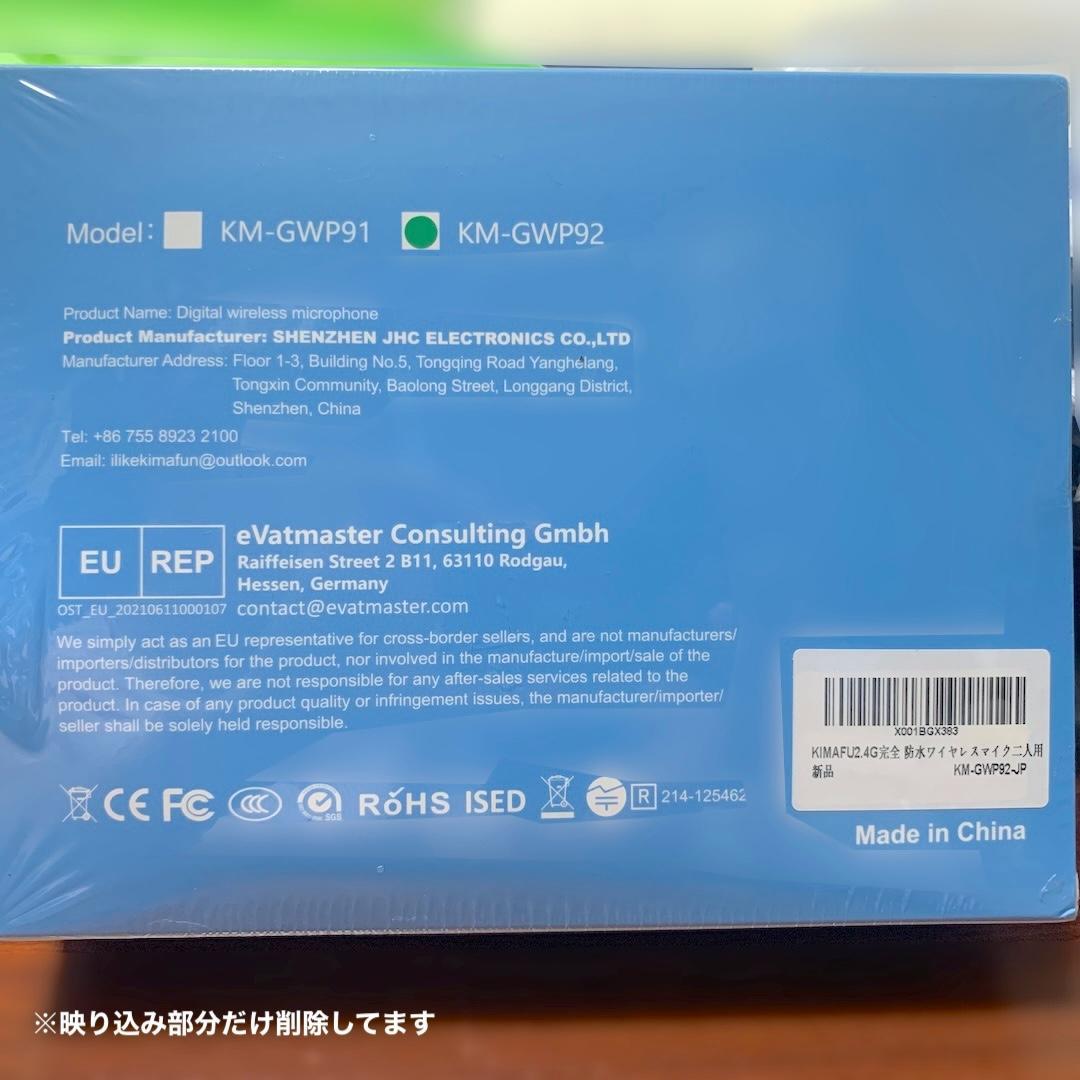 Model: KM-GWP91 KM-GWP92
Product Name: Digital wireless microphone
Product Manufacturer: SHENZHEN JHC ELECTRONICS CO.,LTD
Manufacturer Address: Floor 1-3, Building No.5, Tongqing Road Yanghelang,
Tongxin Community, Baolong Street, Longgang District,
Shenzhen, China
Tel: +86 755 8923 2100
Email: ilikekimafun@outlook.com
EU REP
OST_EU_20210611000107
eVatmaster Consulting Gmbh
Raiffeisen Street 2 B11, 63110 Rodgau,
Hessen, Germany
contact@evatmaster.com
We simply act as an EU representative for cross-border sellers, and are not manufacturers/
importers/distributors for the product, nor involved in the manufacture/import/sale of the
product. Therefore, we are not responsible for any after-sales services related to the
product. In case of any product quality or infringement issues, the manufacturer/importer/
seller shall be solely held responsible.
CE FC CCC SGS RoHS ISED R 214-125462
X001BGX383
KIMAFU2.4G完全 防水ワイヤレスマイク二人用
新品 KM-GWP92-JP
Made in China
※映り込み部分だけ削除してます